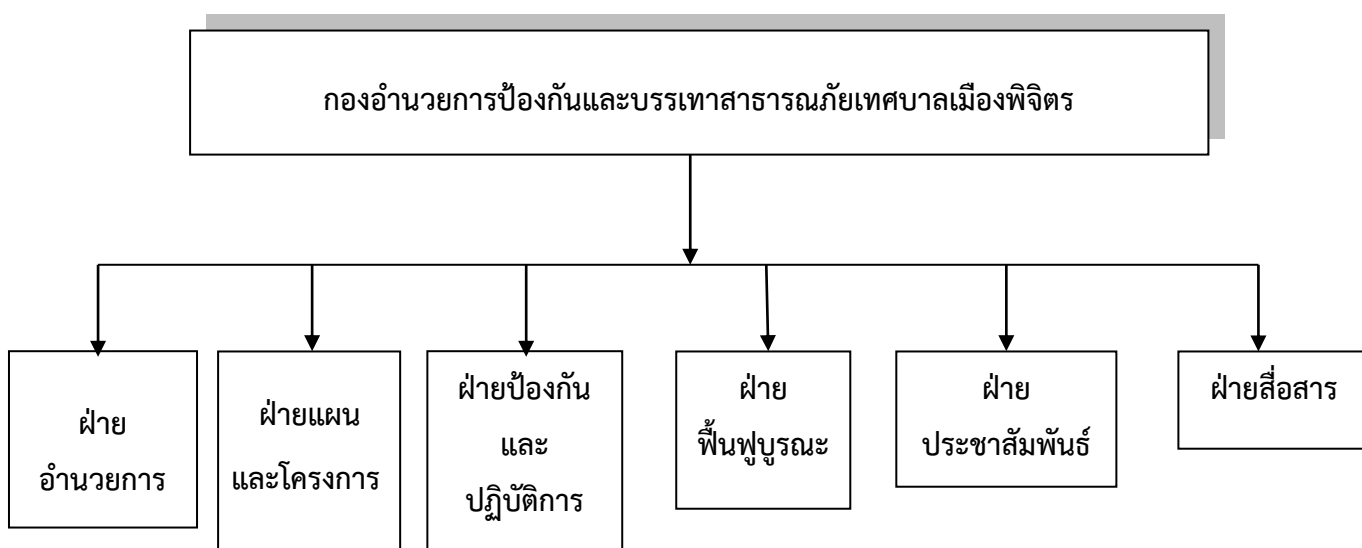 กองอำนวยการป้องกันและบรรเทาสาธารณภัยเทศบาลเมืองพิจิตร
ฝ่าย
อำนวยการ
ฝ่ายแผน
และโครงการ
ฝ่ายป้องกัน
และ
ปฏิบัติการ
ฝ่าย
ฟื้นฟูบูรณะ
ฝ่าย
ประชาสัมพันธ์
ฝ่ายสื่อสาร